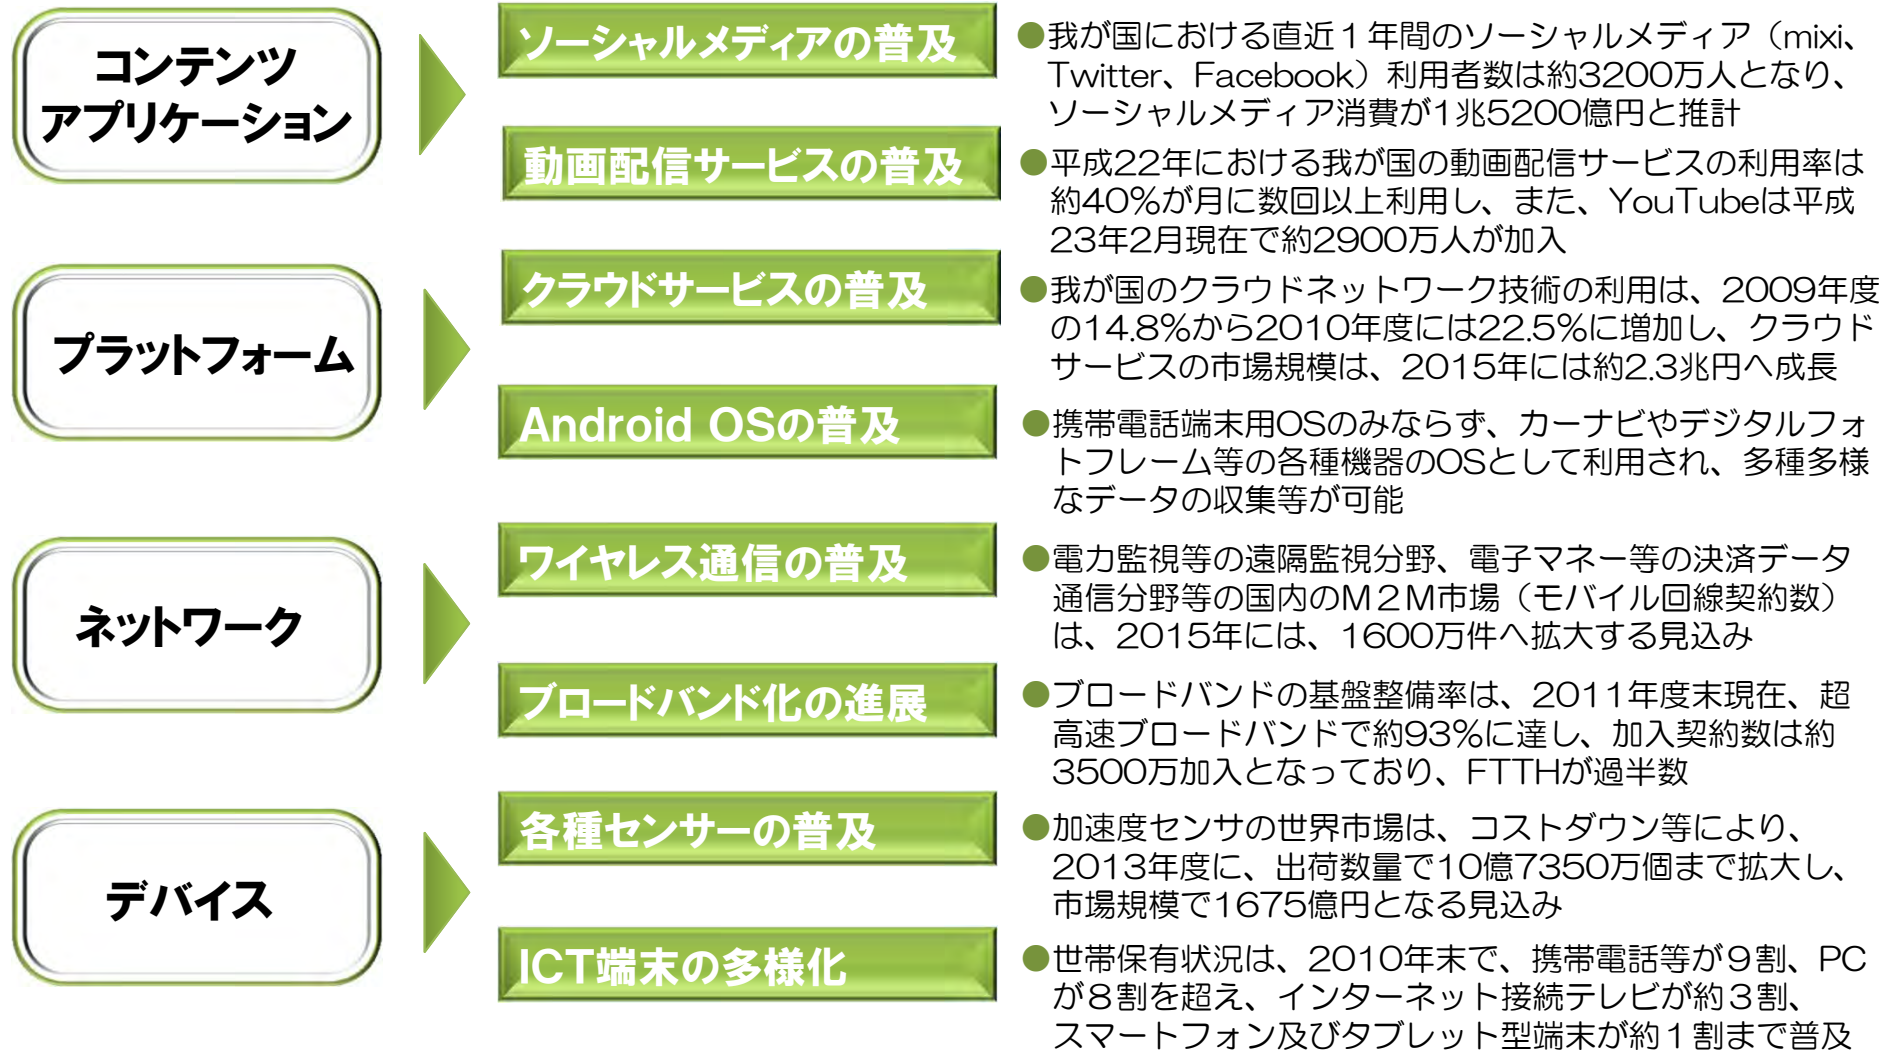 コンテンツ
アプリケーション
ソーシャルメディアの普及
●我が国における直近１年間のソーシャルメディア（mixi、
Twitter、Facebook）利用者数は約3200万人となり、
ソーシャルメディア消費が1兆5200億円と推計
動画配信サービスの普及
●平成22年における我が国の動画配信サービスの利用率は
約40%が月に数回以上利用し、また、YouTubeは平成
23年2月現在で約2900万人が加入
プラットフォーム
クラウドサービスの普及
●我が国のクラウドネットワーク技術の利用は、2009年度
の14.8%から2010年度には22.5%に増加し、クラウド
サービスの市場規模は、2015年には約2.3兆円へ成長
Android OSの普及
●携帯電話端末用OSのみならず、カーナビやデジタルフォ
トフレーム等の各種機器のOSとして利用され、多種多様
なデータの収集等が可能
ネットワーク
ワイヤレス通信の普及
●電力監視等の遠隔監視分野、電子マネー等の決済データ
通信分野等の国内のＭ２Ｍ市場（モバイル回線契約数）
は、2015年には、1600万件へ拡大する見込み
ブロードバンド化の進展
●ブロードバンドの基盤整備率は、2011年度末現在、超
高速ブロードバンドで約93%に達し、加入契約数は約
3500万加入となっており、FTTHが過半数
デバイス
各種センサーの普及
●加速度センサの世界市場は、コストダウン等により、
2013年度に、出荷数量で10億7350万個まで拡大し、
市場規模で1675億円となる見込み
ICT端末の多様化
●世帯保有状況は、2010年末で、携帯電話等が９割、PC
が８割を超え、インターネット接続テレビが約３割、
スマートフォン及びタブレット型端末が約１割まで普及